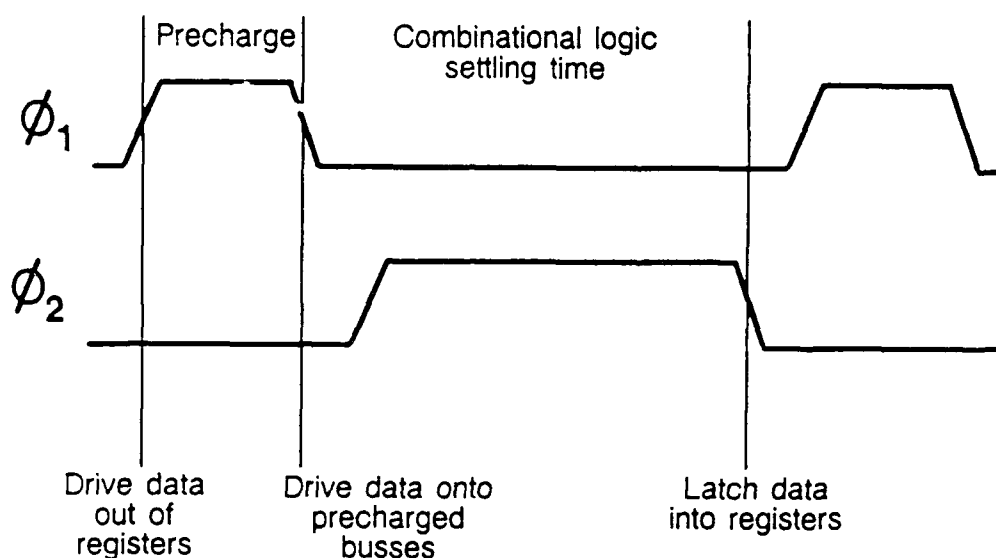 Precharge
Combinational logic
settling time
ϕ1
ϕ2
Drive data
out of
registers
Drive data onto
precharged
busses
Latch data
into registers